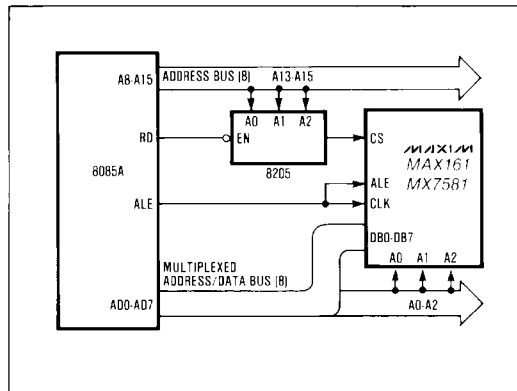 A8-A15 ADDRESS BUS (8) A13-A15
A0 A1 A2
RD EN CS
8205
MAXIM
MAX161
MX7581
8085A
ALE ALE
CLK
DB0-DB7
A0 A1 A2
MULTIPLEXED
ADDRESS/DATA BUS (8)
AD0-AD7 A0-A2